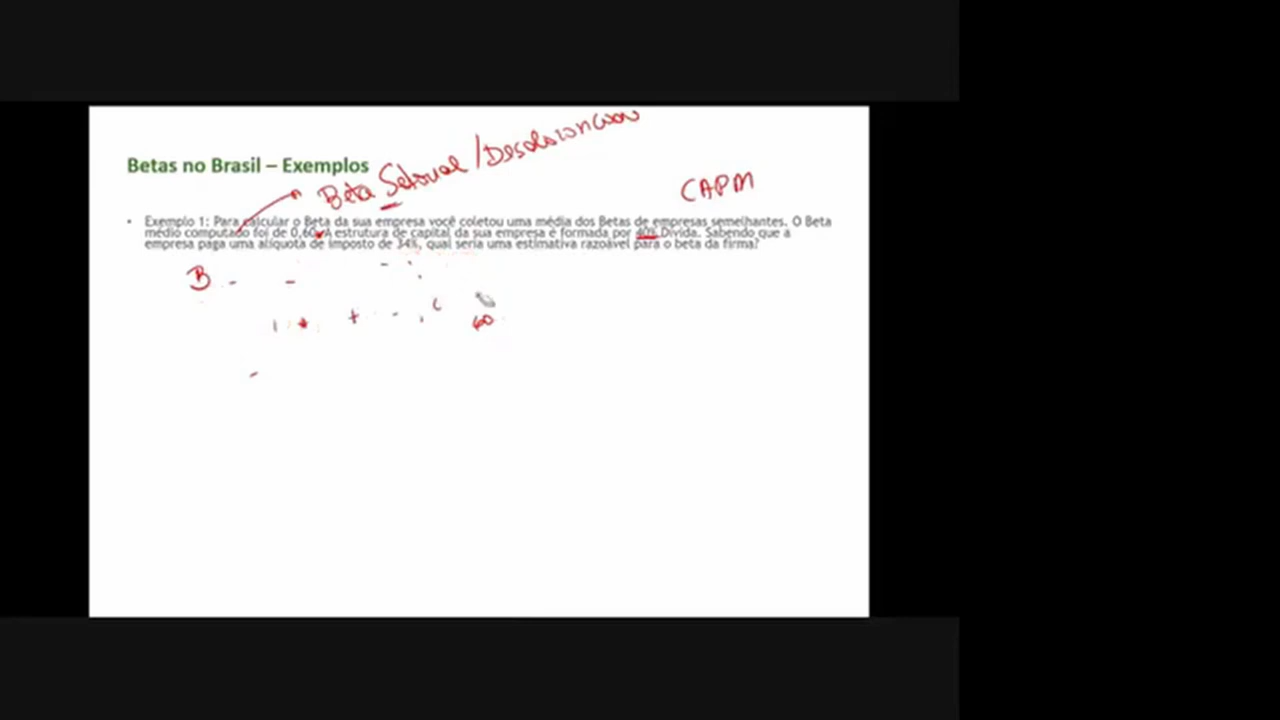 Betas no Brasil – Exemplos
Beta Setorial / Desalavancado
CAPM
• Exemplo 1: Para calcular o Beta da sua empresa você coletou uma média dos Betas de empresas semelhantes. O Beta
médio computado foi de 0,60. A estrutura de capital da sua empresa é formada por 40% Dívida. Sabendo que a
empresa paga uma alíquota de imposto de 34%, qual seria uma estimativa razoável para o beta da firma?
B
60